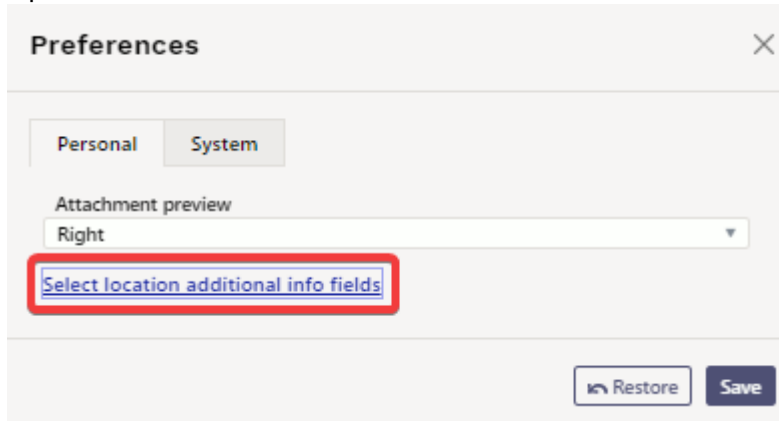 Preferences
Personal System
Attachment preview
Right
Select location additional info fields
Restore Save